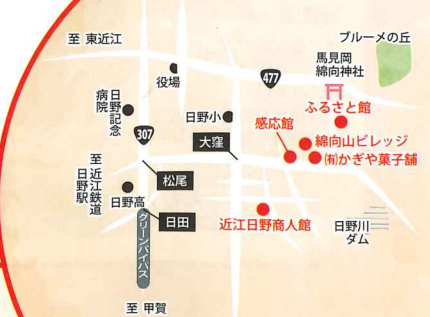 至 東近江
ブルーメの丘
役場
477
馬見岡
綿向神社
日野記念
病院
ふるさと館
307
日野小
感応館
大窪
綿向山ビレッジ
(有)かぎや菓子舗
至 近江鉄道
日野駅
松尾
日野高
日田
近江日野商人館
日野川
ダム
グリーンバイパス
至 甲賀